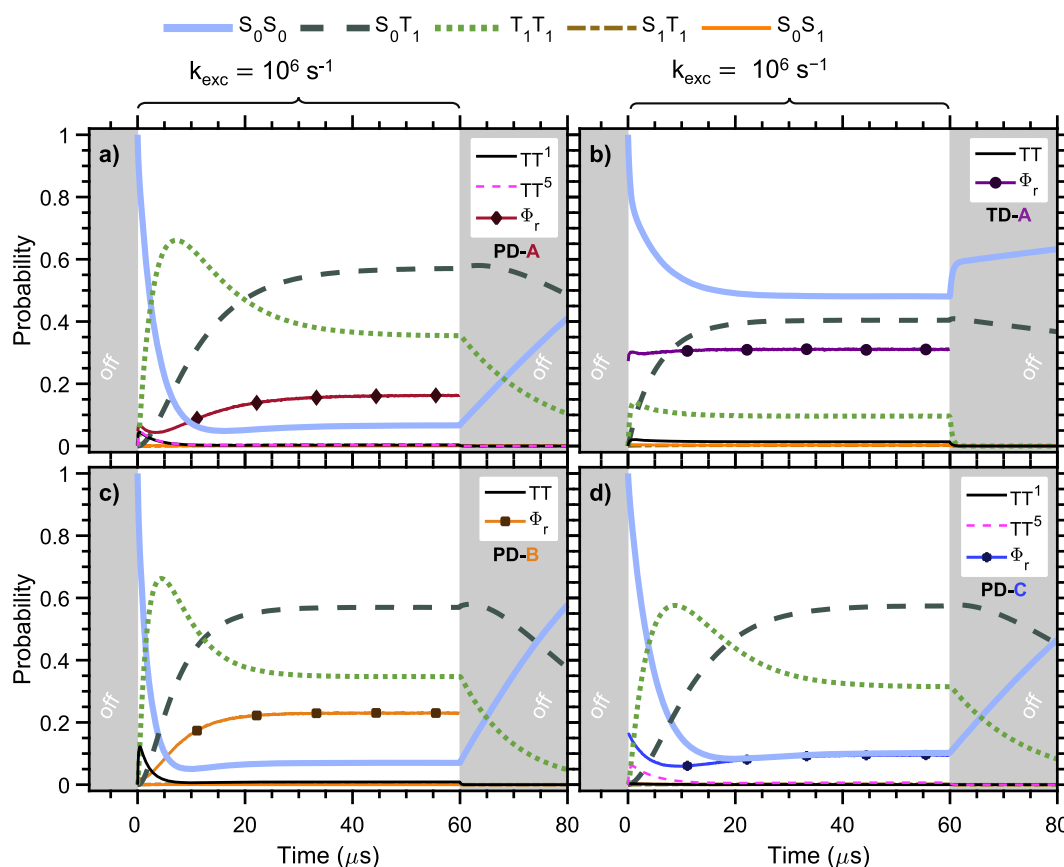 S₀S₀ S₀T₁ T₁T₁ S₁T₁ S₀S₁
k_exc = 10⁶ s⁻¹ k_exc = 10⁶ s⁻¹
a)
TT¹
TT⁵
Φᵣ
PD-A
off
off
Probability
1
0.8
0.6
0.4
0.2
0
b)
TT
Φᵣ
TD-A
off
off
c)
TT
Φᵣ
PD-B
off
off
Probability
1
0.8
0.6
0.4
0.2
0
0 20 40 60 80
Time (μs)
d)
TT¹
TT⁵
Φᵣ
PD-C
off
off
0 20 40 60 80
Time (μs)